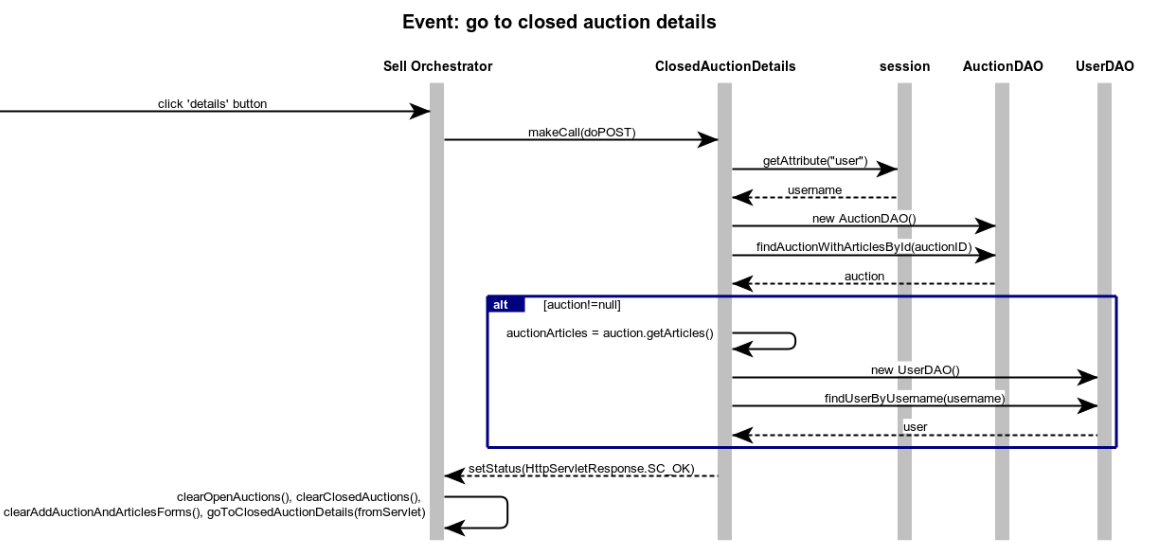 Event: go to closed auction details
Sell Orchestrator
ClosedAuctionDetails
session
AuctionDAO
UserDAO
click 'details' button
makeCall(doPOST)
getAttribute("user")
username
new AuctionDAO()
findAuctionWithArticlesById(auctionID)
auction
alt
[auction!=null]
auctionArticles = auction.getArticles()
new UserDAO()
findUserByUsername(username)
user
setStatus(HttpServletResponse.SC_OK)
clearOpenAuctions(), clearClosedAuctions(),
clearAddAuctionAndArticlesForms(), goToClosedAuctionDetails(fromServlet)